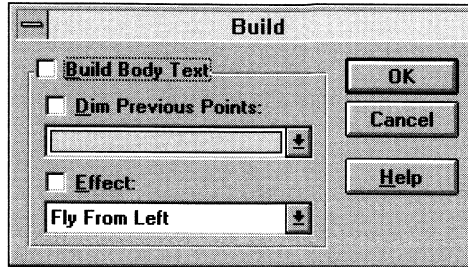 Build
Build Body Text
Dim Previous Points:
Effect:
Fly From Left
OK
Cancel
Help